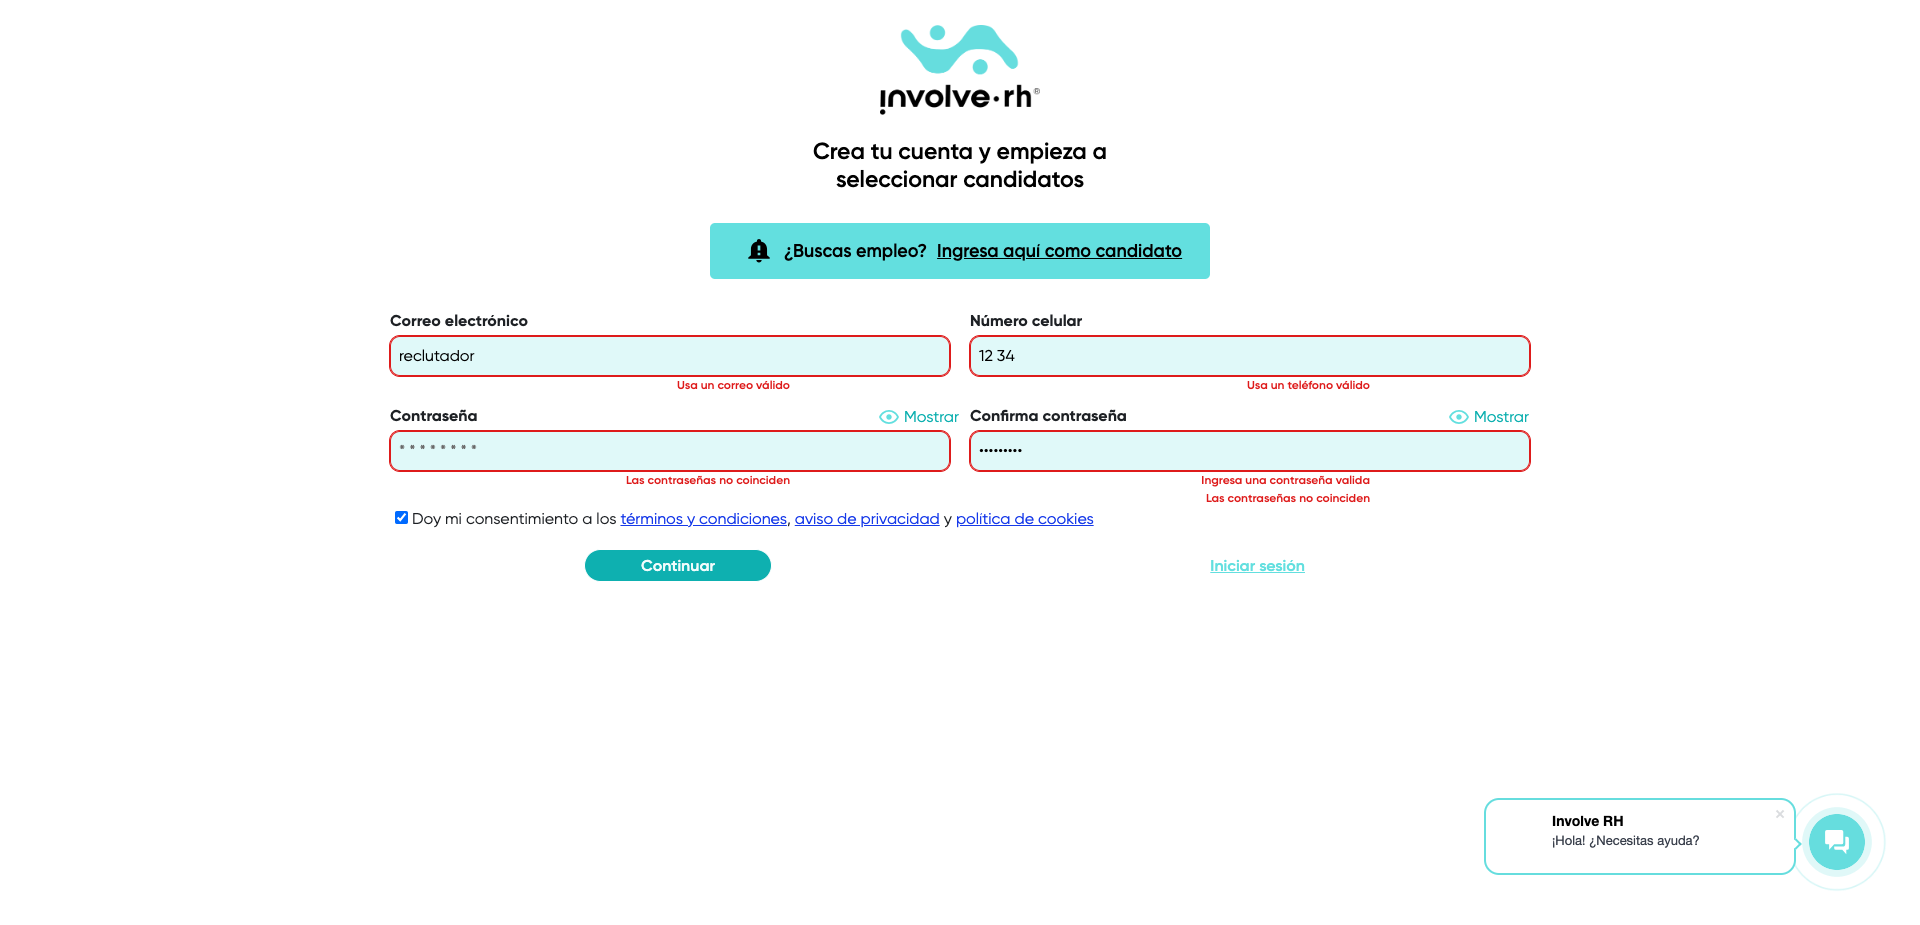 involve·rh®
Crea tu cuenta y empieza a
seleccionar candidatos
¿Buscas empleo? Ingresa aquí como candidato
Correo electrónico
reclutador
Usa un correo válido
Número celular
12 34
Usa un teléfono válido
Contraseña
Mostrar
* * * * * * * *
Las contraseñas no coinciden
Confirma contraseña
Mostrar
•••••••••
Ingresa una contraseña valida
Las contraseñas no coinciden
Doy mi consentimiento a los términos y condiciones, aviso de privacidad y política de cookies
Continuar
Iniciar sesión
Involve RH
×
¡Hola! ¿Necesitas ayuda?